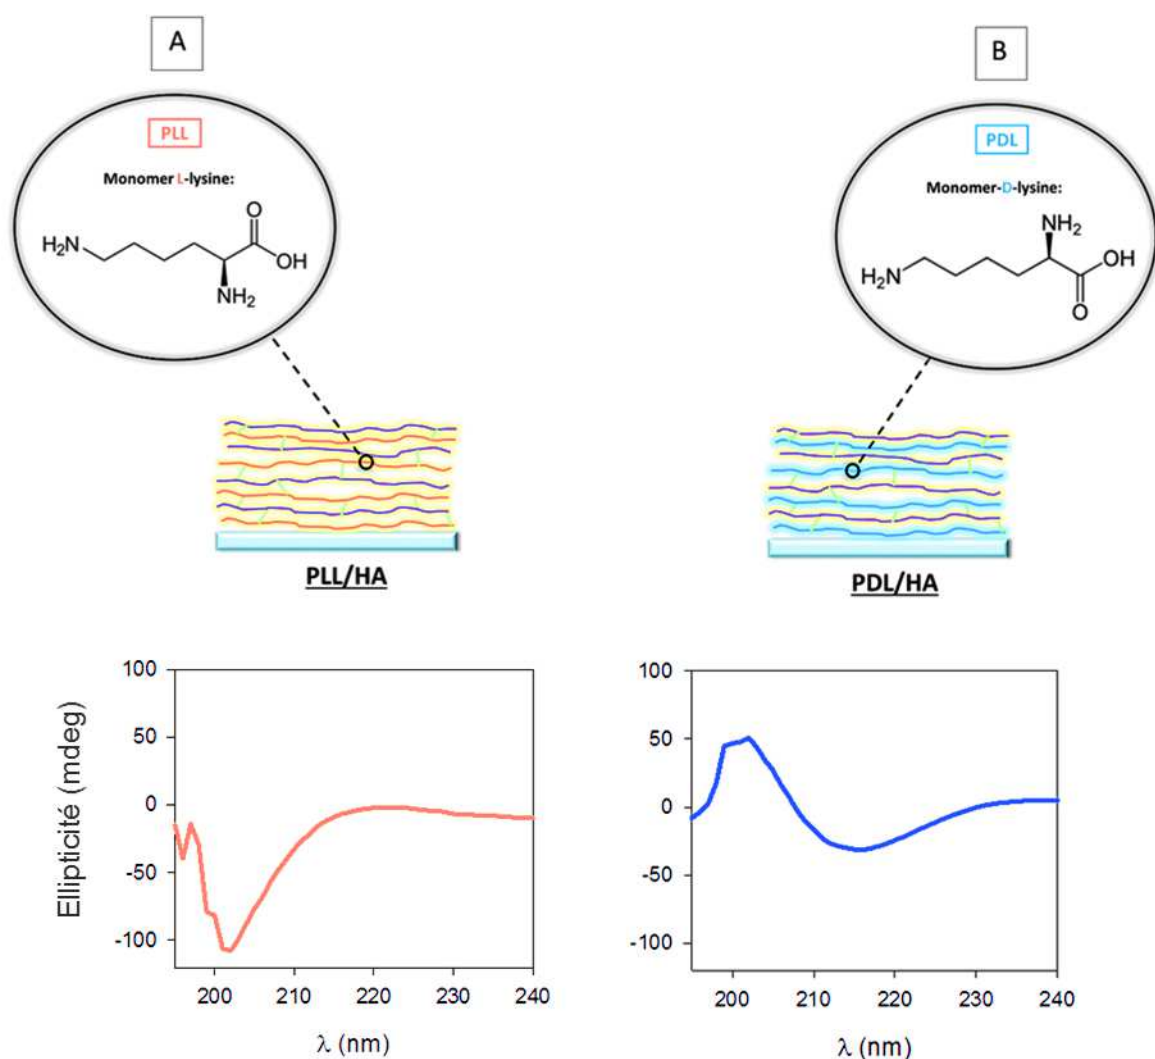 A
PLL
Monomer L-lysine:
O
H₂N
OH
NH₂
PLL/HA
B
PDL
Monomer-D-lysine:
NH₂
OH
H₂N
O
PDL/HA
Ellipticité (mdeg)
100
50
0
-50
-100
200 210 220 230 240
λ (nm)
100
50
0
-50
-100
200 210 220 230 240
λ (nm)